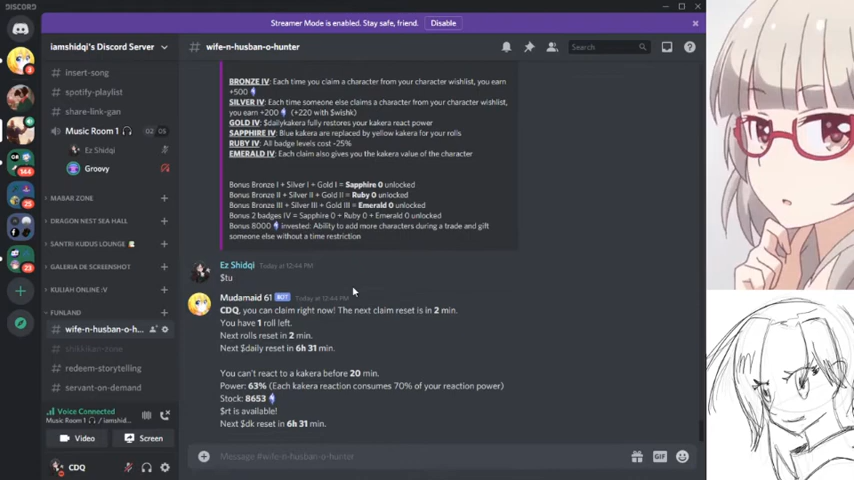 DISCORD
Streamer Mode is enabled. Stay safe, friend.
Disable
iamshidqi's Discord Server
# wife-n-husban-o-hunter
Search
# insert-song
# spotify-playlist
# share-link-gan
Music Room 1
02 05
Ez Shidqi
Groovy
MABAR ZONE
DRAGON NEST SEA HALL
SANTRI KUDUS LOUNGE
GALERIA DE SCREENSHOT
KULIAH ONLINE :V
FUNLAND
# wife-n-husban-o-h...
# shikkikan-zone
# redeem-storytelling
# servant-on-demand
Voice Connected
Music Room 1 / iamshid...
Video
Screen
CDQ
3
144
23
BRONZE IV: Each time you claim a character from your character wishlist, you earn
+500
SILVER IV: Each time someone else claims a character from your character wishlist,
you earn +200 (+220 with $wishk)
GOLD IV: $dailykakera fully restores your kakera react power
SAPPHIRE IV: Blue kakera are replaced by yellow kakera for your rolls
RUBY IV: All badge levels cost -25%
EMERALD IV: Each claim also gives you the kakera value of the character
Bonus Bronze I + Silver I + Gold I = Sapphire 0 unlocked
Bonus Bronze II + Silver II + Gold II = Ruby 0 unlocked
Bonus Bronze III + Silver III + Gold III = Emerald 0 unlocked
Bonus 2 badges IV = Sapphire 0 + Ruby 0 + Emerald 0 unlocked
Bonus 8000 invested: Ability to add more characters during a trade and gift
someone else without a time restriction
Ez Shidqi Today at 12:44 PM
$tu
Mudamaid 61 BOT Today at 12:44 PM
CDQ, you can claim right now! The next claim reset is in 2 min.
You have 1 roll left.
Next rolls reset in 2 min.
Next $daily reset in 6h 31 min.
You can't react to a kakera before 20 min.
Power: 63% (Each kakera reaction consumes 70% of your reaction power)
Stock: 8653
$rt is available!
Next $dk reset in 6h 31 min.
Message #wife-n-husban-o-hunter
GIF